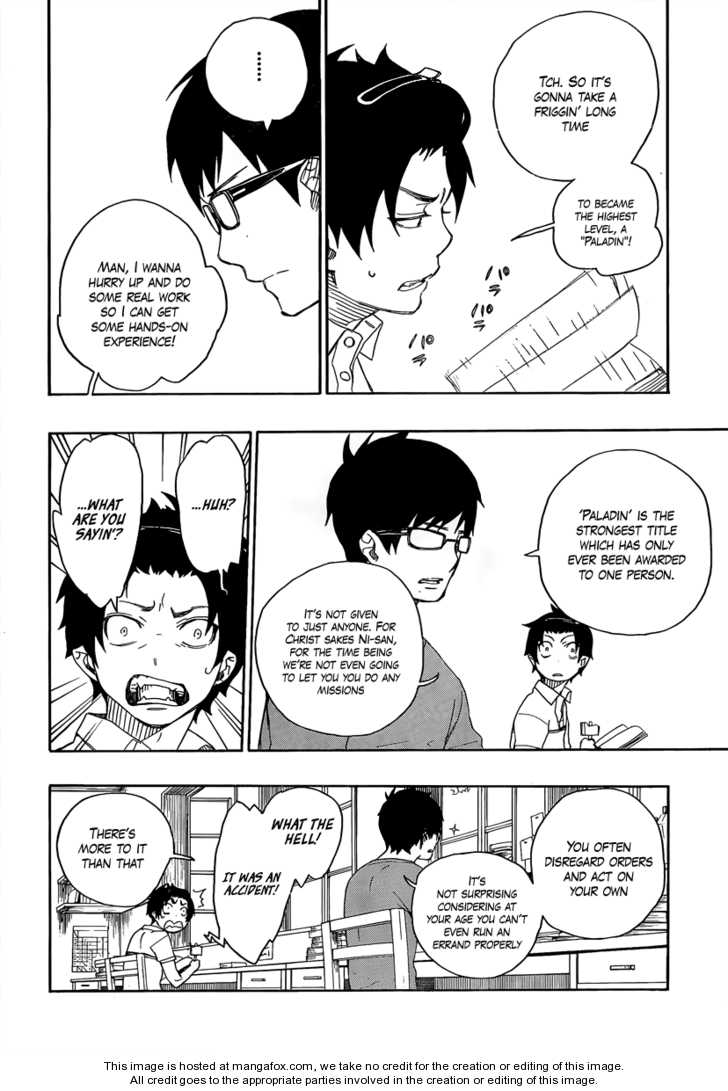 TCH. SO IT'S
GONNA TAKE A
FRIGGIN' LONG
TIME
TO BECAME
THE HIGHEST
LEVEL, A
"PALADIN"!
......
MAN, I WANNA
HURRY UP AND DO
SOME REAL WORK
SO I CAN GET
SOME HANDS-ON
EXPERIENCE!
'PALADIN' IS THE
STRONGEST TITLE
WHICH HAS ONLY
EVER BEEN AWARDED
TO ONE PERSON.
IT'S NOT GIVEN
TO JUST ANYONE. FOR
CHRIST SAKES NI-SAN,
FOR THE TIME BEING
WE'RE NOT EVEN GOING
TO LET YOU YOU DO ANY
MISSIONS
...HUH?
...WHAT
ARE YOU
SAYIN'?
YOU OFTEN
DISREGARD ORDERS
AND ACT ON
YOUR OWN
IT'S
NOT SURPRISING
CONSIDERING AT
YOUR AGE YOU CAN'T
EVEN RUN AN
ERRAND PROPERLY
WHAT THE
HELL!
IT WAS AN
ACCIDENT!
THERE'S
MORE TO IT
THAN THAT
This image is hosted at mangafox.com, we take no credit for the creation or editing of this image.
All credit goes to the appropriate parties involved in the creation or editing of this image.